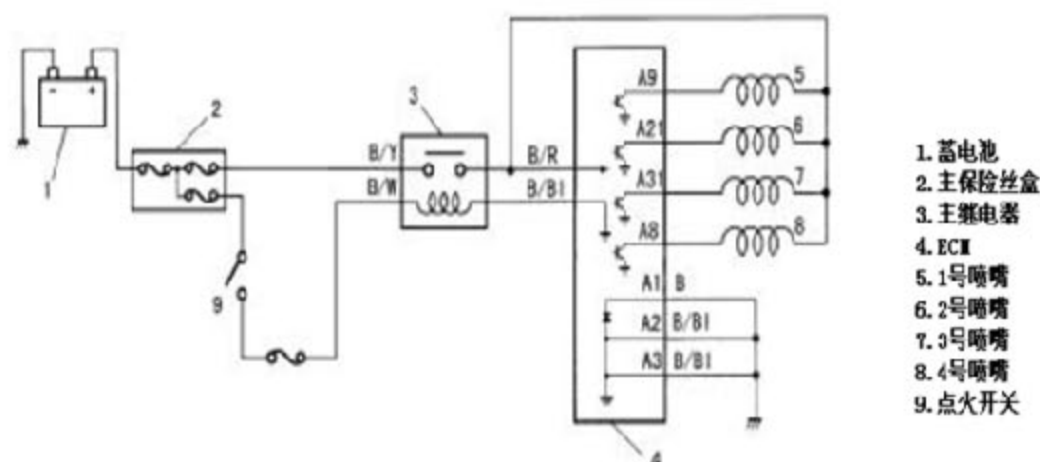 5
A9
3
2
6
A21
- +
B/Y
B/R
7
A31
B/W
B/Bl
8
A8
1
9
A1 B
A2 B/Bl
A3 B/Bl
4
1.蓄电池
2.主保险丝盒
3.主继电器
4.ECM
5.1号喷嘴
6.2号喷嘴
7.3号喷嘴
8.4号喷嘴
9.点火开关